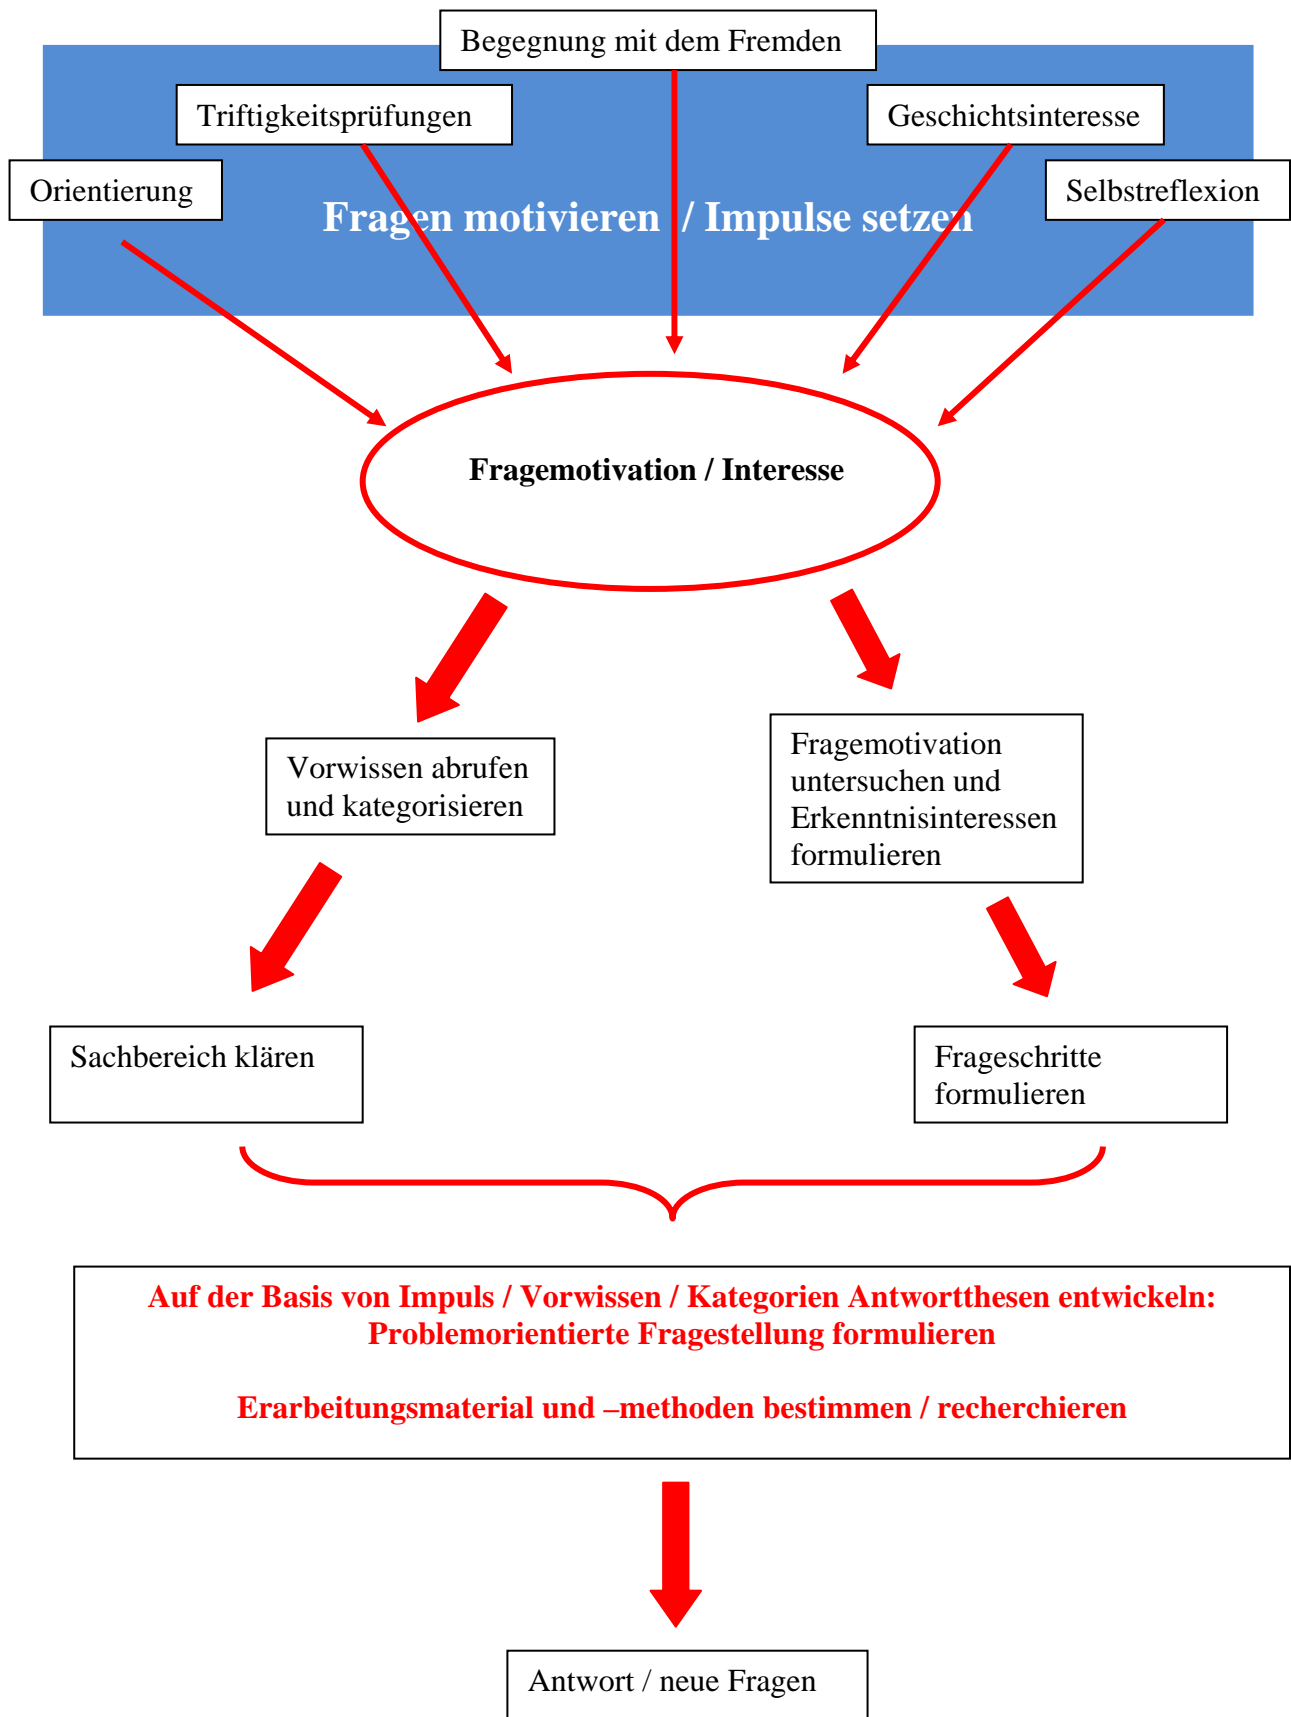 Begegnung mit dem Fremden
Triftigkeitsprüfungen
Geschichtsinteresse
Orientierung
Selbstreflexion
Fragen motivieren / Impulse setzen
Fragemotivation / Interesse
Vorwissen abrufen
und kategorisieren
Fragemotivation
untersuchen und
Erkenntnisinteressen
formulieren
Sachbereich klären
Frageschritte
formulieren
Auf der Basis von Impuls / Vorwissen / Kategorien Antwortthesen entwickeln:
Problemorientierte Fragestellung formulieren
Erarbeitungsmaterial und –methoden bestimmen / recherchieren
Antwort / neue Fragen